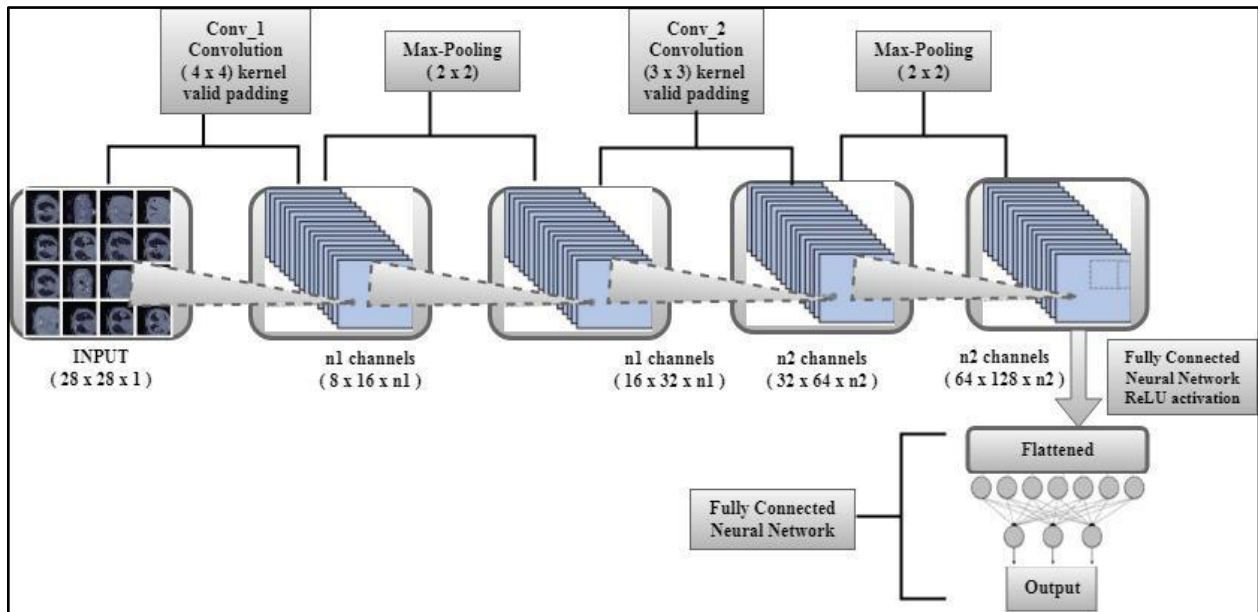 Conv_1
Convolution
( 4 x 4) kernel
valid padding
Max-Pooling
( 2 x 2)
Conv_2
Convolution
(3 x 3) kernel
valid padding
Max-Pooling
( 2 x 2)
INPUT
( 28 x 28 x 1 )
n1 channels
( 8 x 16 x n1 )
n1 channels
( 16 x 32 x n1 )
n2 channels
( 32 x 64 x n2 )
n2 channels
( 64 x 128 x n2 )
Fully Connected
Neural Network
ReLU activation
Flattened
Fully Connected
Neural Network
Output